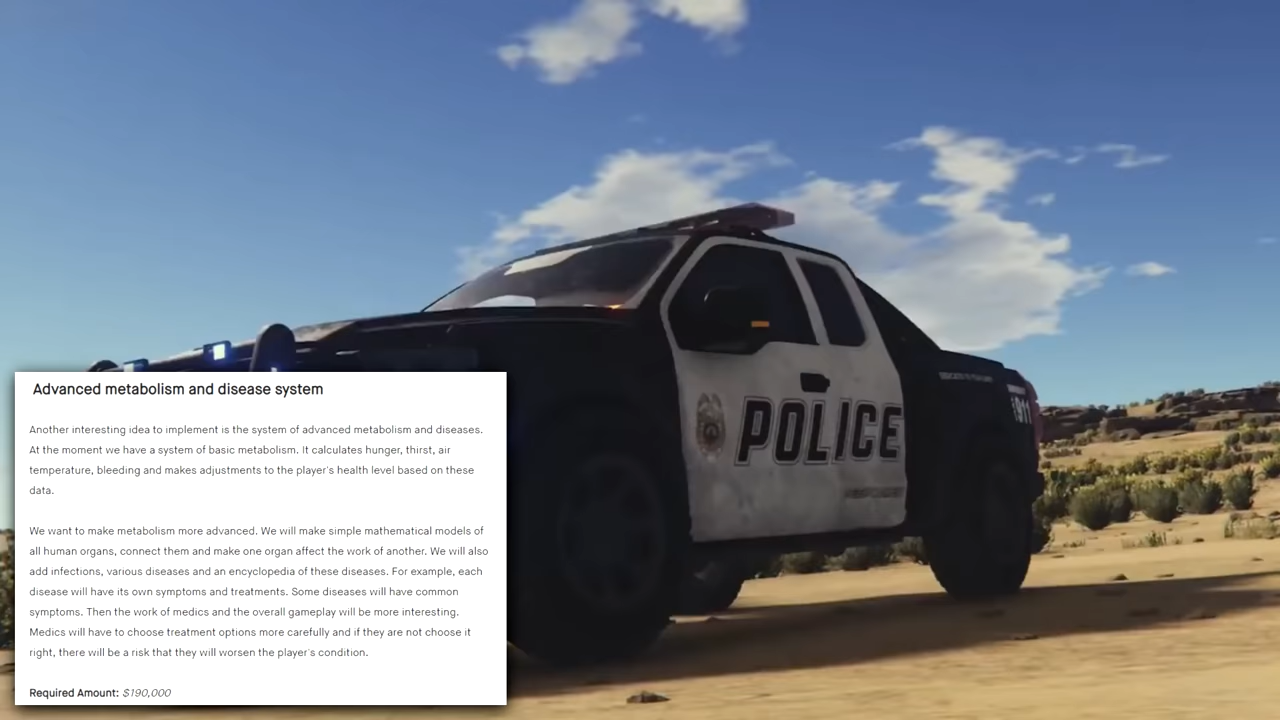 POLICE
911
Advanced metabolism and disease system
Another interesting idea to implement is the system of advanced metabolism and diseases.
At the moment we have a system of basic metabolism. It calculates hunger, thirst, air
temperature, bleeding and makes adjustments to the player's health level based on these
data.
We want to make metabolism more advanced. We will make simple mathematical models of
all human organs, connect them and make one organ affect the work of another. We will also
add infections, various diseases and an encyclopedia of these diseases. For example, each
disease will have its own symptoms and treatments. Some diseases will have common
symptoms. Then the work of medics and the overall gameplay will be more interesting.
Medics will have to choose treatment options more carefully and if they are not choose it
right, there will be a risk that they will worsen the player's condition.
Required Amount: $190,000